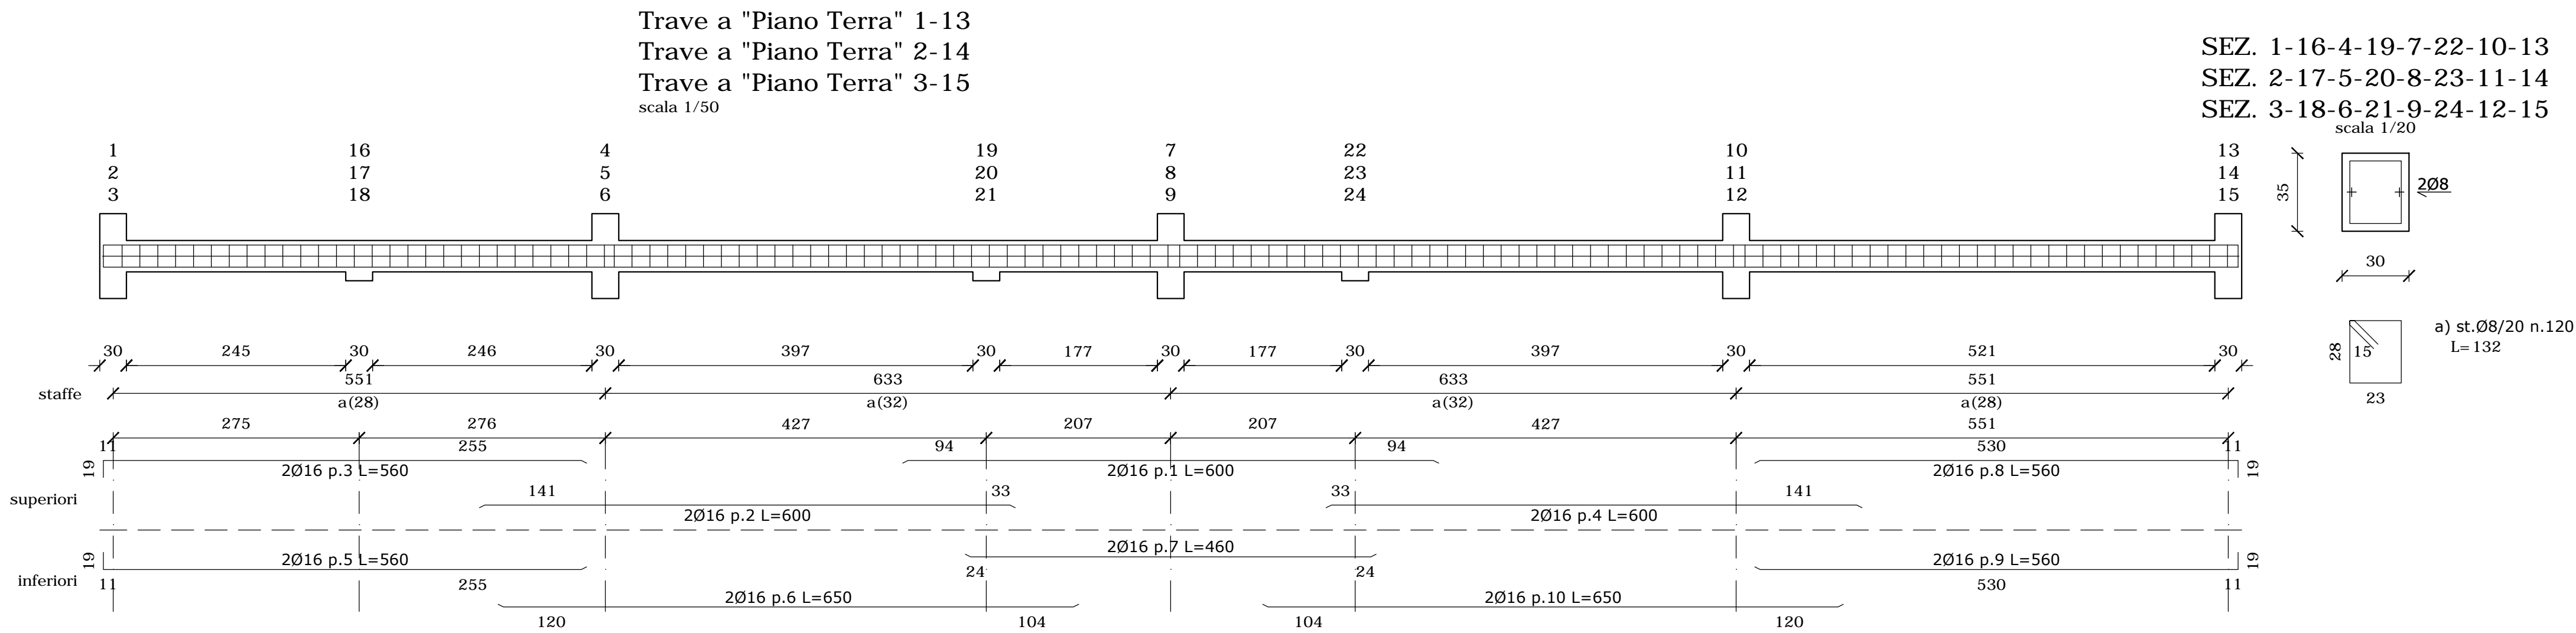 Trave a "Piano Terra" 1-13
Trave a "Piano Terra" 2-14
Trave a "Piano Terra" 3-15
scala 1/50
SEZ. 1-16-4-19-7-22-10-13
SEZ. 2-17-5-20-8-23-11-14
SEZ. 3-18-6-21-9-24-12-15
scala 1/20
1 16 4 19 7 22 10 13
2 17 5 20 8 23 11 14
3 18 6 21 9 24 12 15
35
2Ø8
30
a) st.Ø8/20 n.120
L=132
28
15
23
30 245 30 246 30 397 30 177 30 177 30 397 30 521 30
551 633 633 551
staffe
a(28) a(32) a(32) a(28)
275 276 427 207 207 427 551
11 255 94 94 530 11
19 2Ø16 p.3 L=560 2Ø16 p.1 L=600 2Ø16 p.8 L=560 19
superiori
141 33 33 141
2Ø16 p.2 L=600 2Ø16 p.4 L=600
2Ø16 p.7 L=460
19 2Ø16 p.5 L=560 2Ø16 p.9 L=560 19
inferiori
11 255 24 24 530 11
2Ø16 p.6 L=650 2Ø16 p.10 L=650
120 104 104 120